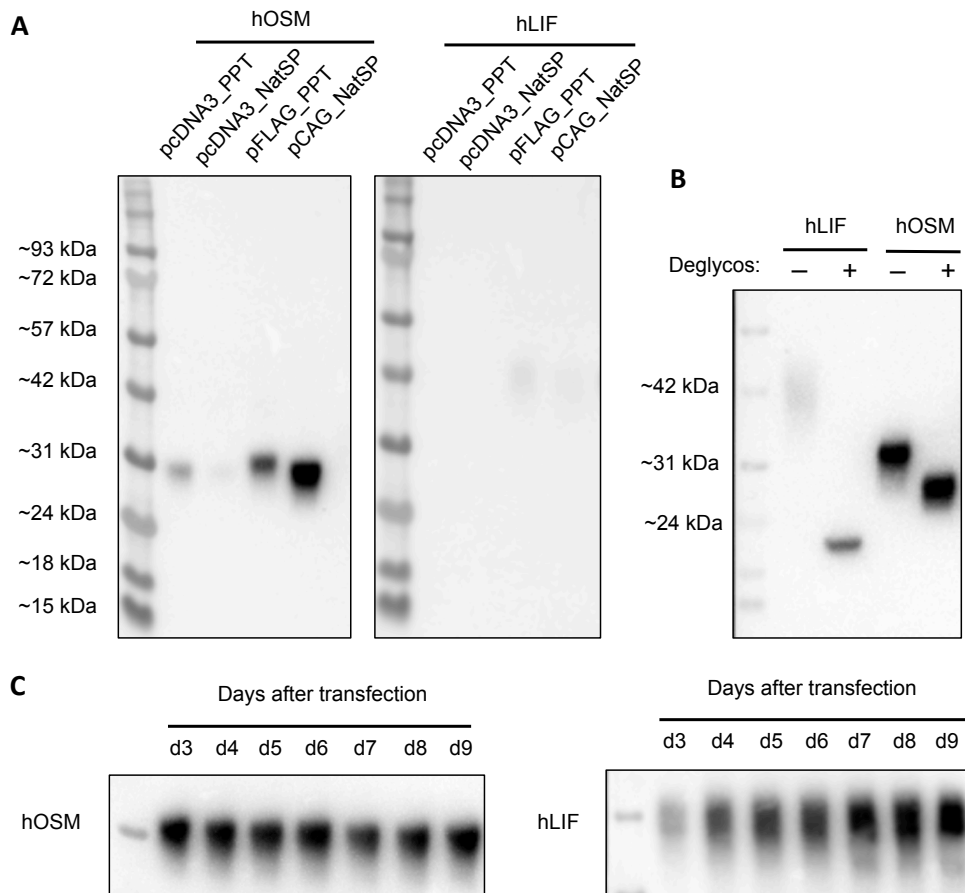 A
hOSM
pcDNA3_PPT
pcDNA3_NatSP
pFLAG_PPT
pCAG_NatSP
hLIF
pcDNA3_PPT
pcDNA3_NatSP
pFLAG_PPT
pCAG_NatSP
~93 kDa
~72 kDa
~57 kDa
~42 kDa
~31 kDa
~24 kDa
~18 kDa
~15 kDa
B
hLIF hOSM
Deglycos: – + – +
~42 kDa
~31 kDa
~24 kDa
C
Days after transfection
d3 d4 d5 d6 d7 d8 d9
hOSM
Days after transfection
d3 d4 d5 d6 d7 d8 d9
hLIF